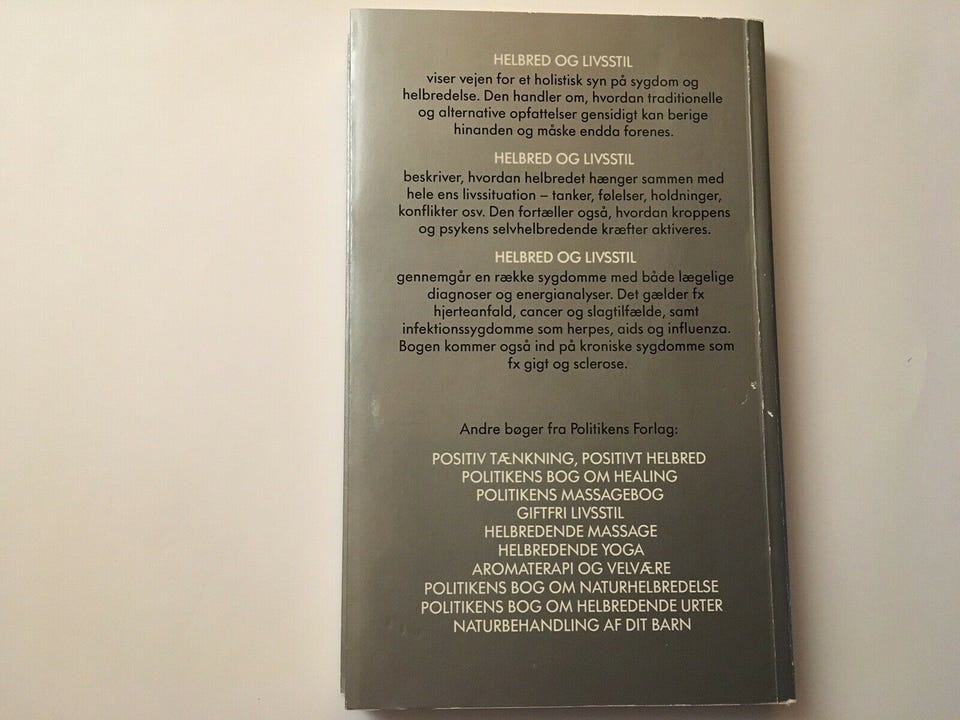 HELBRED OG LIVSSTIL
viser vejen for et holistisk syn på sygdom og
helbredelse. Den handler om, hvordan traditionelle
og alternative opfattelser gensidigt kan berige
hinanden og måske endda forenes.
HELBRED OG LIVSSTIL
beskriver, hvordan helbredet hænger sammen med
hele ens livssituation – tanker, følelser, holdninger,
konflikter osv. Den fortæller også, hvordan kroppens
og psykens selvhelbredende kræfter aktiveres.
HELBRED OG LIVSSTIL
gennemgår en række sygdomme med både lægelige
diagnoser og energianalyser. Det gælder fx
hjerteanfald, cancer og slagtilfælde, samt
infektionssygdomme som herpes, aids og influenza.
Bogen kommer også ind på kroniske sygdomme som
fx gigt og sclerose.
Andre bøger fra Politikens Forlag:
POSITIV TÆNKNING, POSITIVT HELBRED
POLITIKENS BOG OM HEALING
POLITIKENS MASSAGEBOG
GIFTFRI LIVSSTIL
HELBREDENDE MASSAGE
HELBREDENDE YOGA
AROMATERAPI OG VELVÆRE
POLITIKENS BOG OM NATURHELBREDELSE
POLITIKENS BOG OM HELBREDENDE URTER
NATURBEHANDLING AF DIT BARN